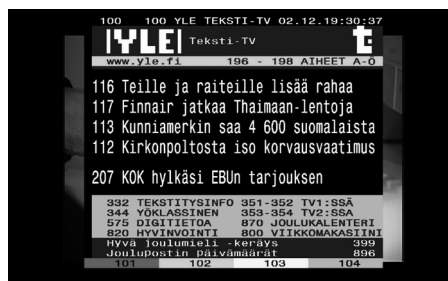 100 100 YLE TEKSTI-TV 02.12.19:30:37
YLE Teksti-TV t:
www.yle.fi 196 - 198 AIHEET A-Ö
116 Teille ja raiteille lisää rahaa
117 Finnair jatkaa Thaimaan-lentoja
113 Kunniamerkin saa 4 600 suomalaista
112 Kirkonpoltosta iso korvausvaatimus
207 KOK hylkäsi EBUn tarjouksen
332 TEKSTITYSINFO 351-352 TV1:SSÄ
344 YÖKLASSINEN 353-354 TV2:SSA
575 DIGITIETOA 870 JOULUKALENTERI
820 HYVINVOINTI 800 VIIKKOMAKASIINI
Hyvä joulumieli -keräys 399
Joulupostin päivämäärät 896
101 102 103 104